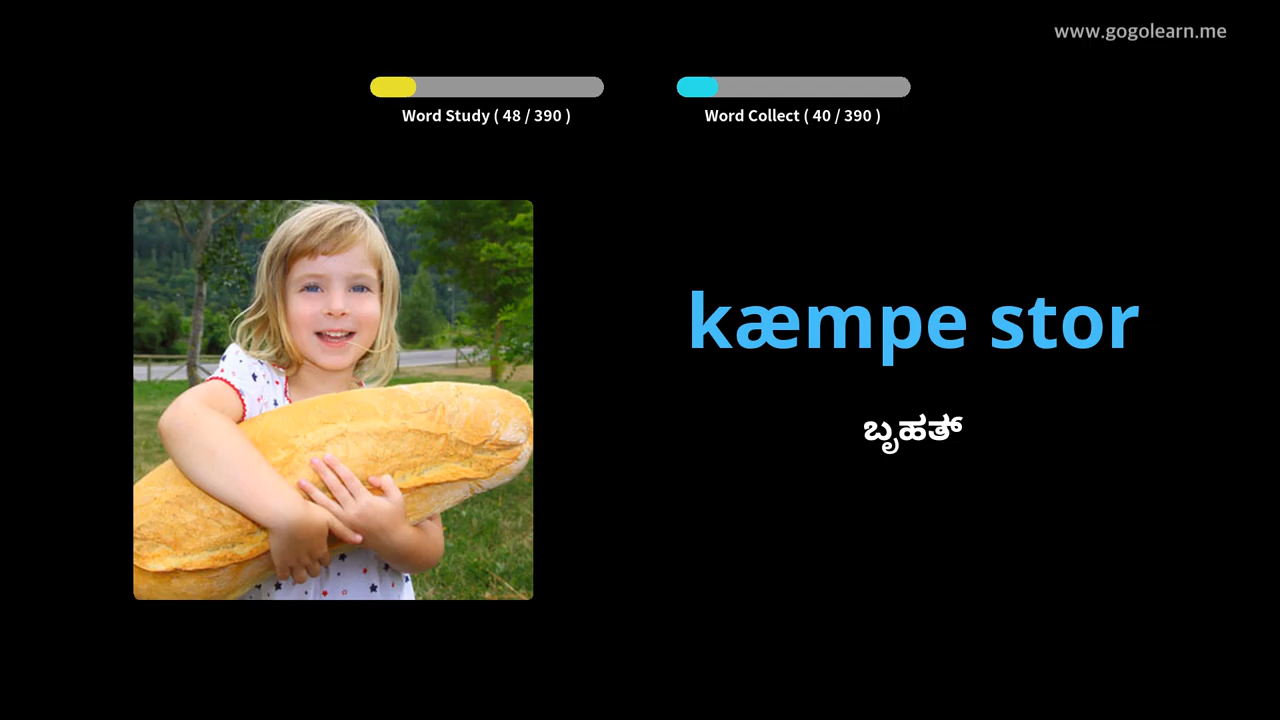 www.gogolearn.me
Word Study ( 48 / 390 )
Word Collect ( 40 / 390 )
kæmpe stor
ಬೃಹತ್